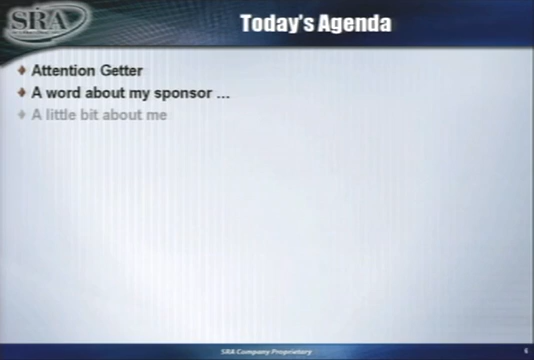 SRA
Today's Agenda
Attention Getter
A word about my sponsor ...
A little bit about me
SRA Company Proprietary
6